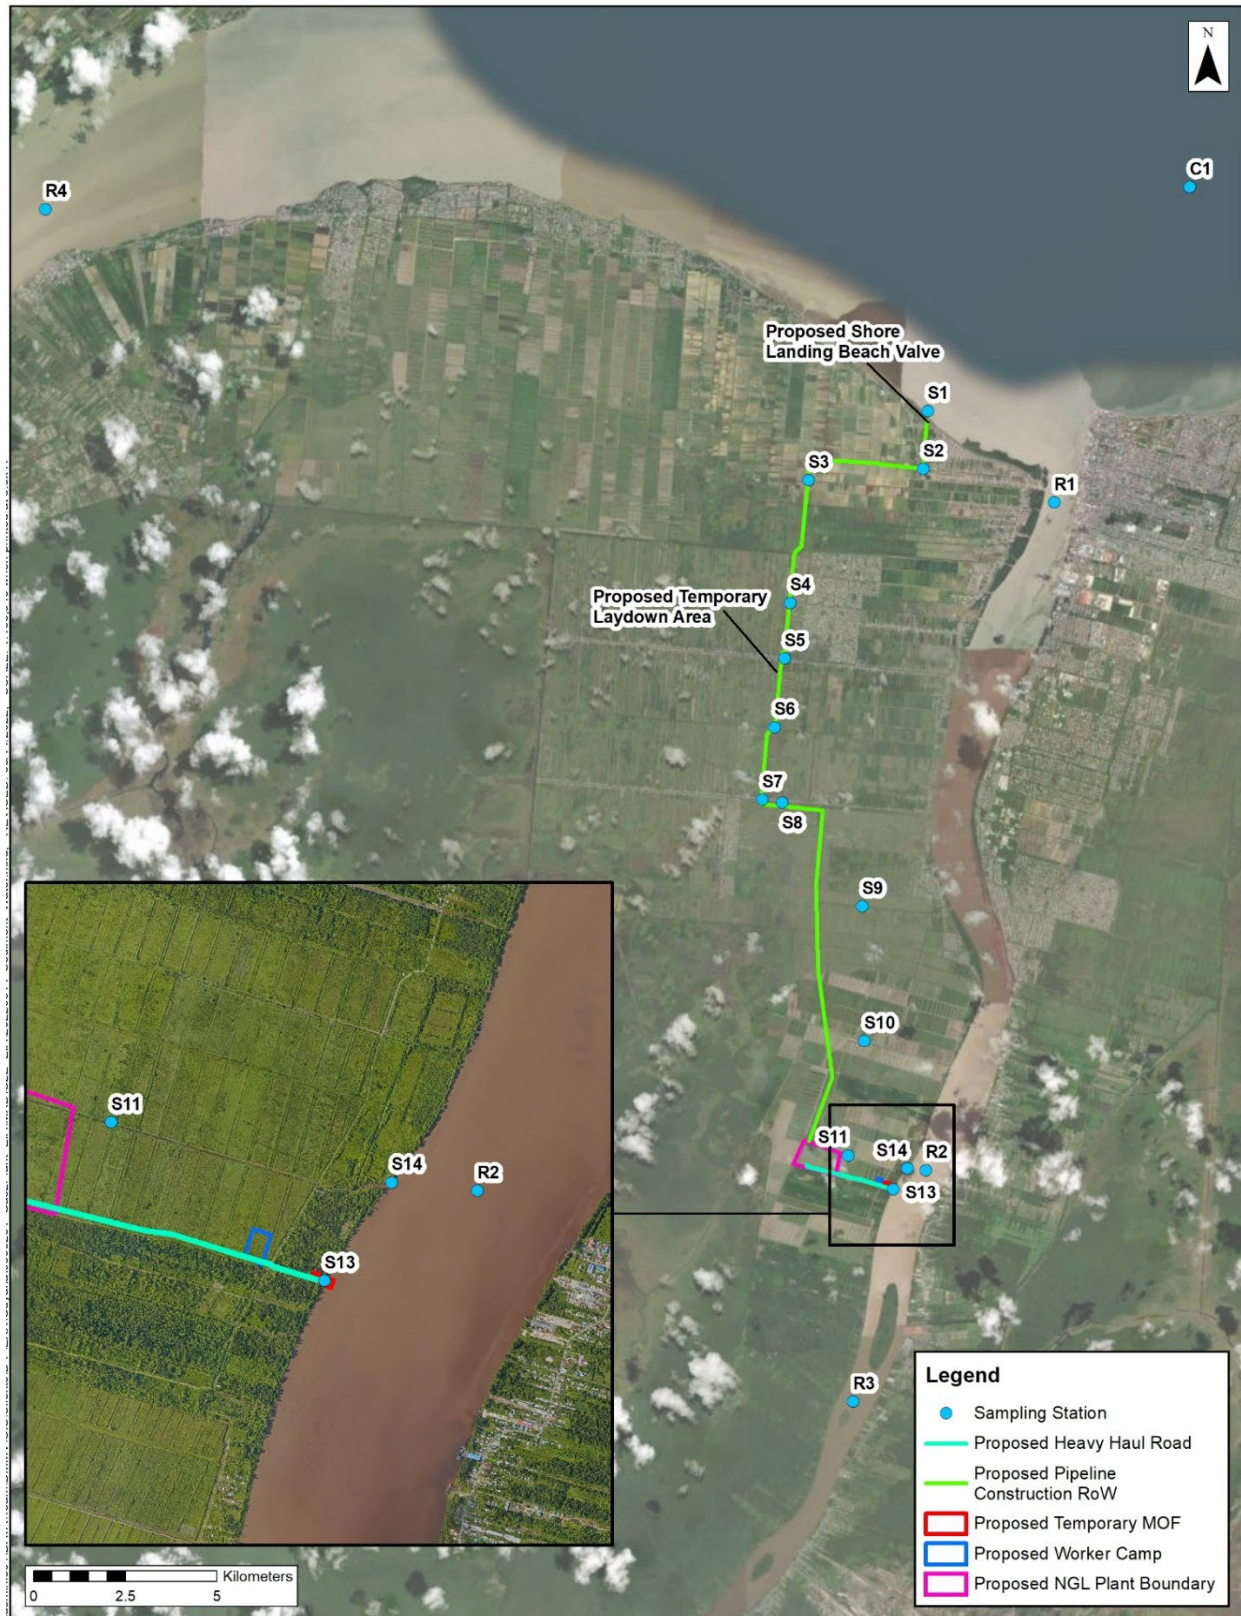 N
R4
C1
Proposed Shore
Landing Beach Valve
S1
S2
S3
R1
Proposed Temporary
Laydown Area
S4
S5
S6
S7
S8
S9
S10
S11
S14
R2
S13
R3
S11
S14
R2
S13
Kilometers
0
2.5
5
Legend
Sampling Station
Proposed Heavy Haul Road
Proposed Pipeline
Construction RoW
Proposed Temporary MOF
Proposed Worker Camp
Proposed NGL Plant Boundary